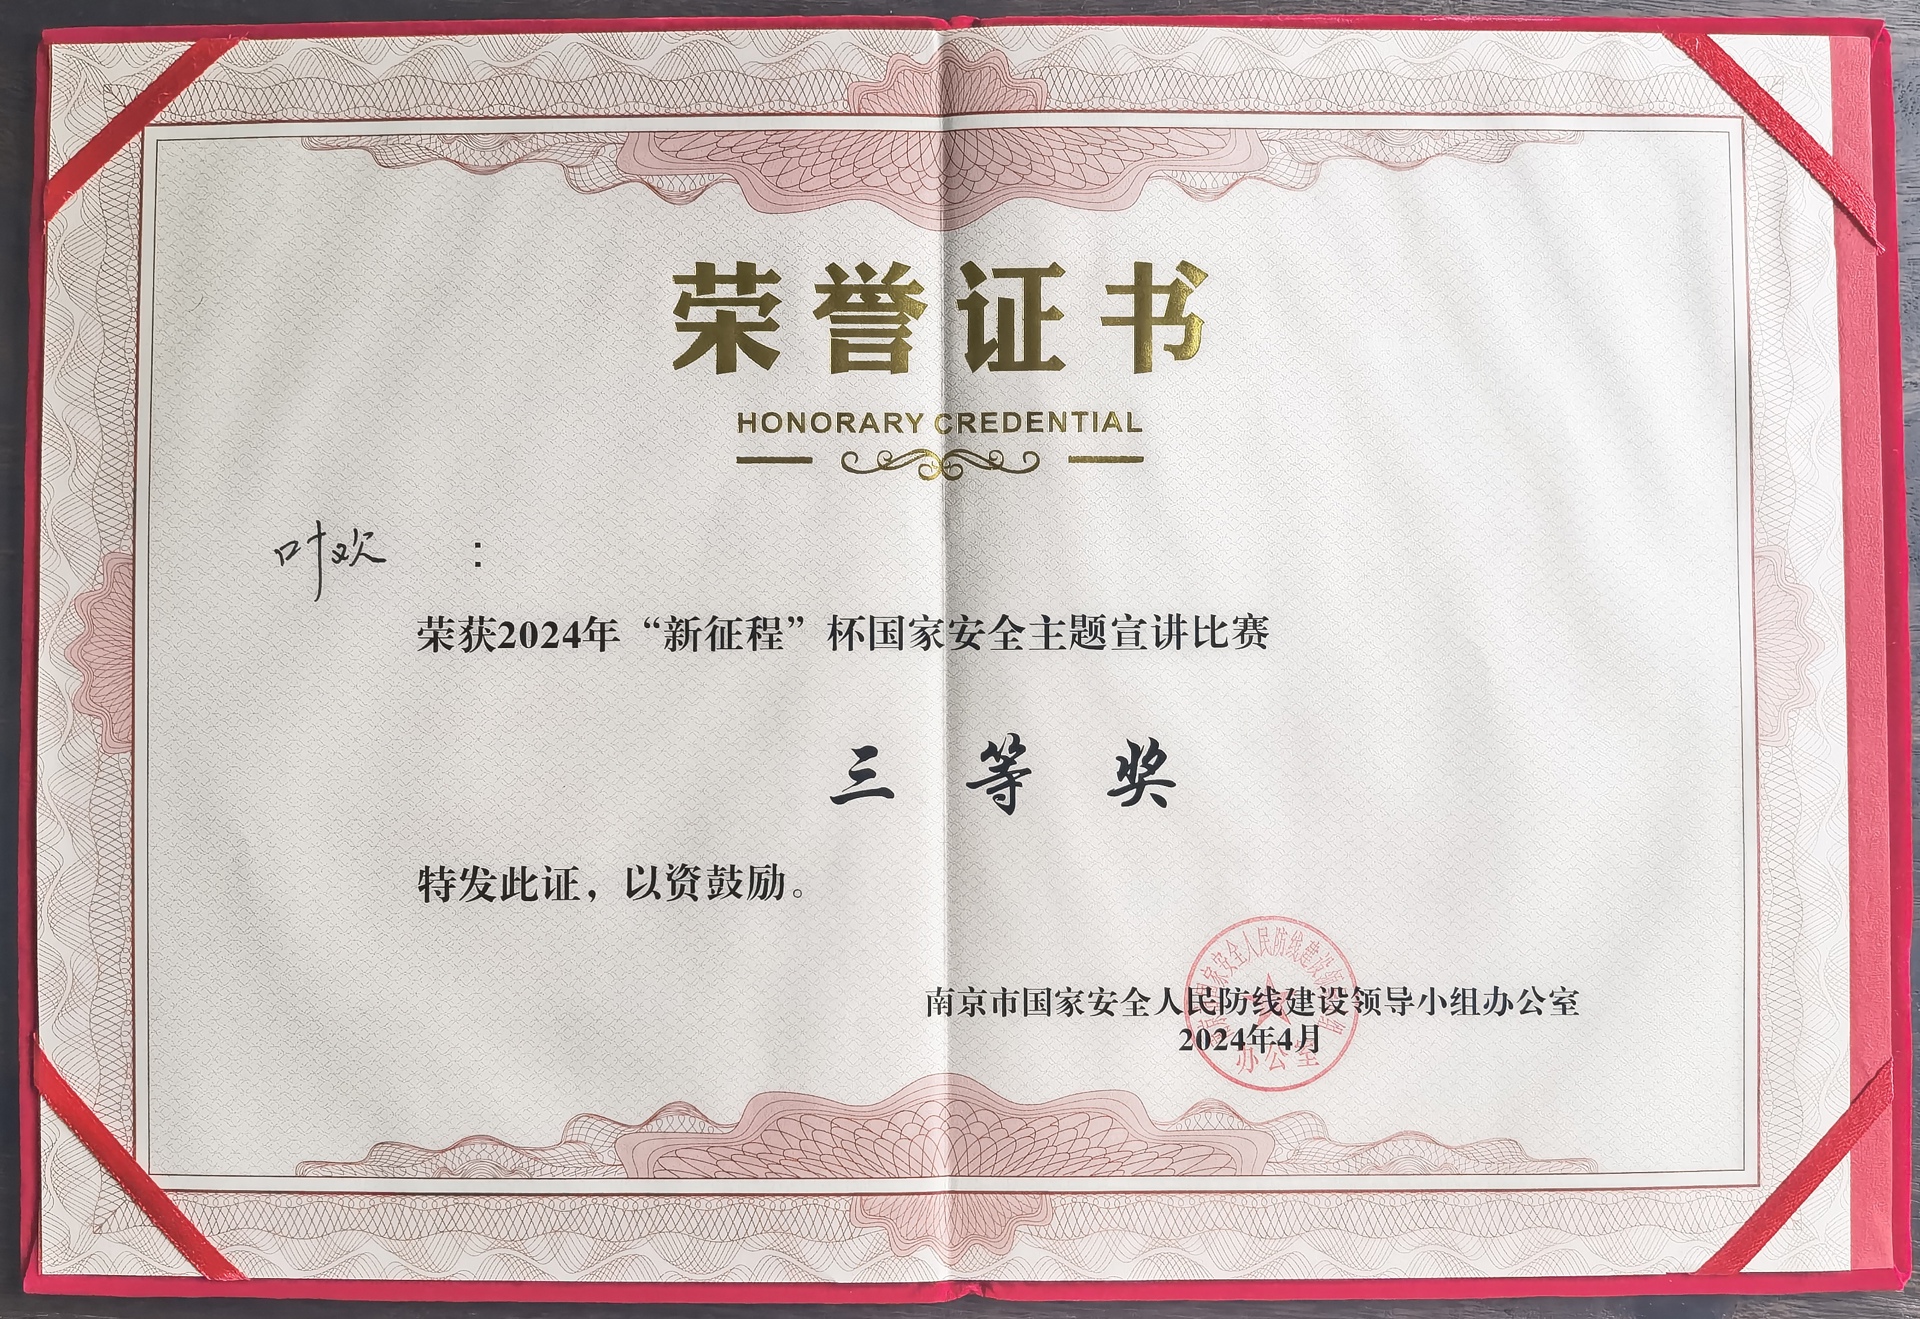 荣誉证书
HONORARY CREDENTIAL
叶欢 :
荣获2024年“新征程”杯国家安全主题宣讲比赛
三等奖
特发此证，以资鼓励。
南京市国家安全人民防线建设领导小组办公室
2024年4月
办公室